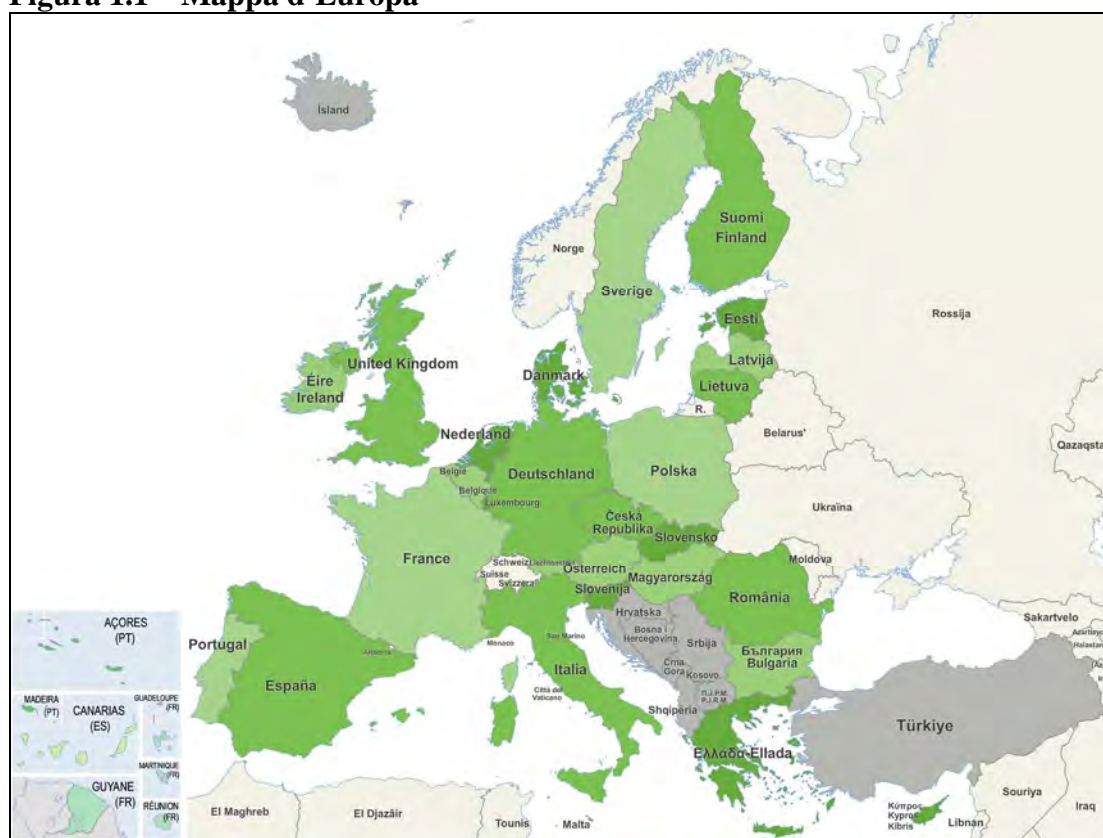 Figura 1.1 – Mappa d'Europa
Ísland
Suomi
Finland
Norge
Sverige
Rossija
Eesti
Latvija
Lietuva
R.
Belarus'
United Kingdom
Éire
Ireland
Danmark
Nederland
België
Belgique
Luxembourg
Deutschland
Polska
Qazaqsta
Ukraïna
Česká
Republika
Slovensko
France
Schweiz
Suisse
Svizzera
Liechtenstein
Österreich
Magyarország
Moldova
Slovenija
România
Hrvatska
Bosna i
Hercegovina
Srbija
Crna
Gora
Kosovo
П.J.P.M.
P.J.R.M.
Shqipëria
България
Bulgaria
Sakartvelo
Azərbayc
Haiastan
Monaco
San Marino
Andorra
Italia
Città del
Vaticano
Portugal
España
Ελλάδα-Ellada
Türkiye
AÇORES
(PT)
MADEIRA
(PT)
CANARIAS
(ES)
GUADELOUPE
(FR)
MARTINIQUE
(FR)
GUYANE
(FR)
RÉUNION
(FR)
El Maghreb
El Djazâir
Tounis
Malta
Κύπρος
Kypros
Kibris
Libnan
Souriya
Iraq